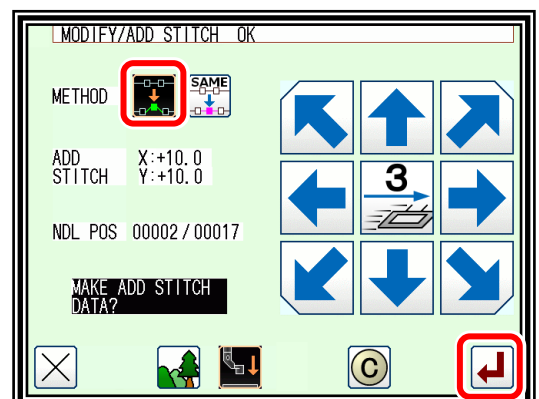 MODIFY/ADD STITCH OK
METHOD
SAME
ADD STITCH
X:+10.0
Y:+10.0
3
NDL POS 00002/00017
MAKE ADD STITCH
DATA?
C